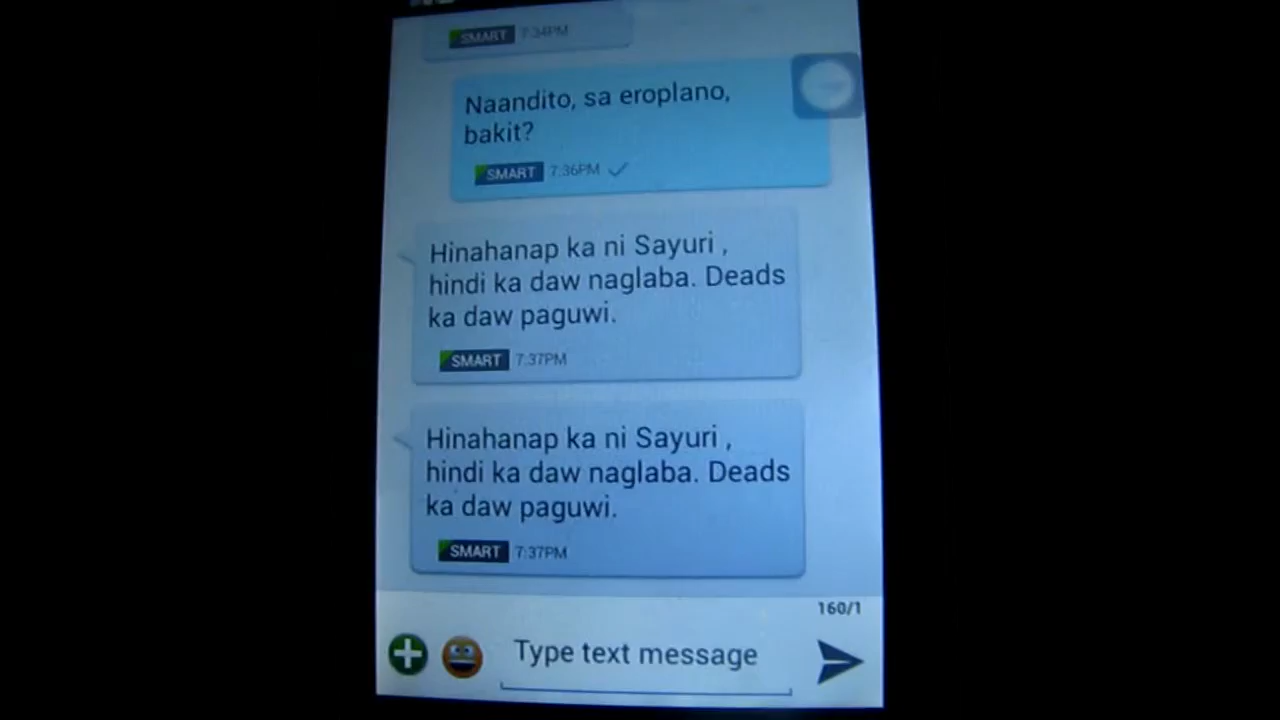 SMART 7:34PM
Naandito, sa eroplano,
bakit?
SMART 7:36PM
Hinahanap ka ni Sayuri ,
hindi ka daw naglaba. Deads
ka daw paguwi.
SMART 7:37PM
Hinahanap ka ni Sayuri ,
hindi ka daw naglaba. Deads
ka daw paguwi.
SMART 7:37PM
160/1
Type text message